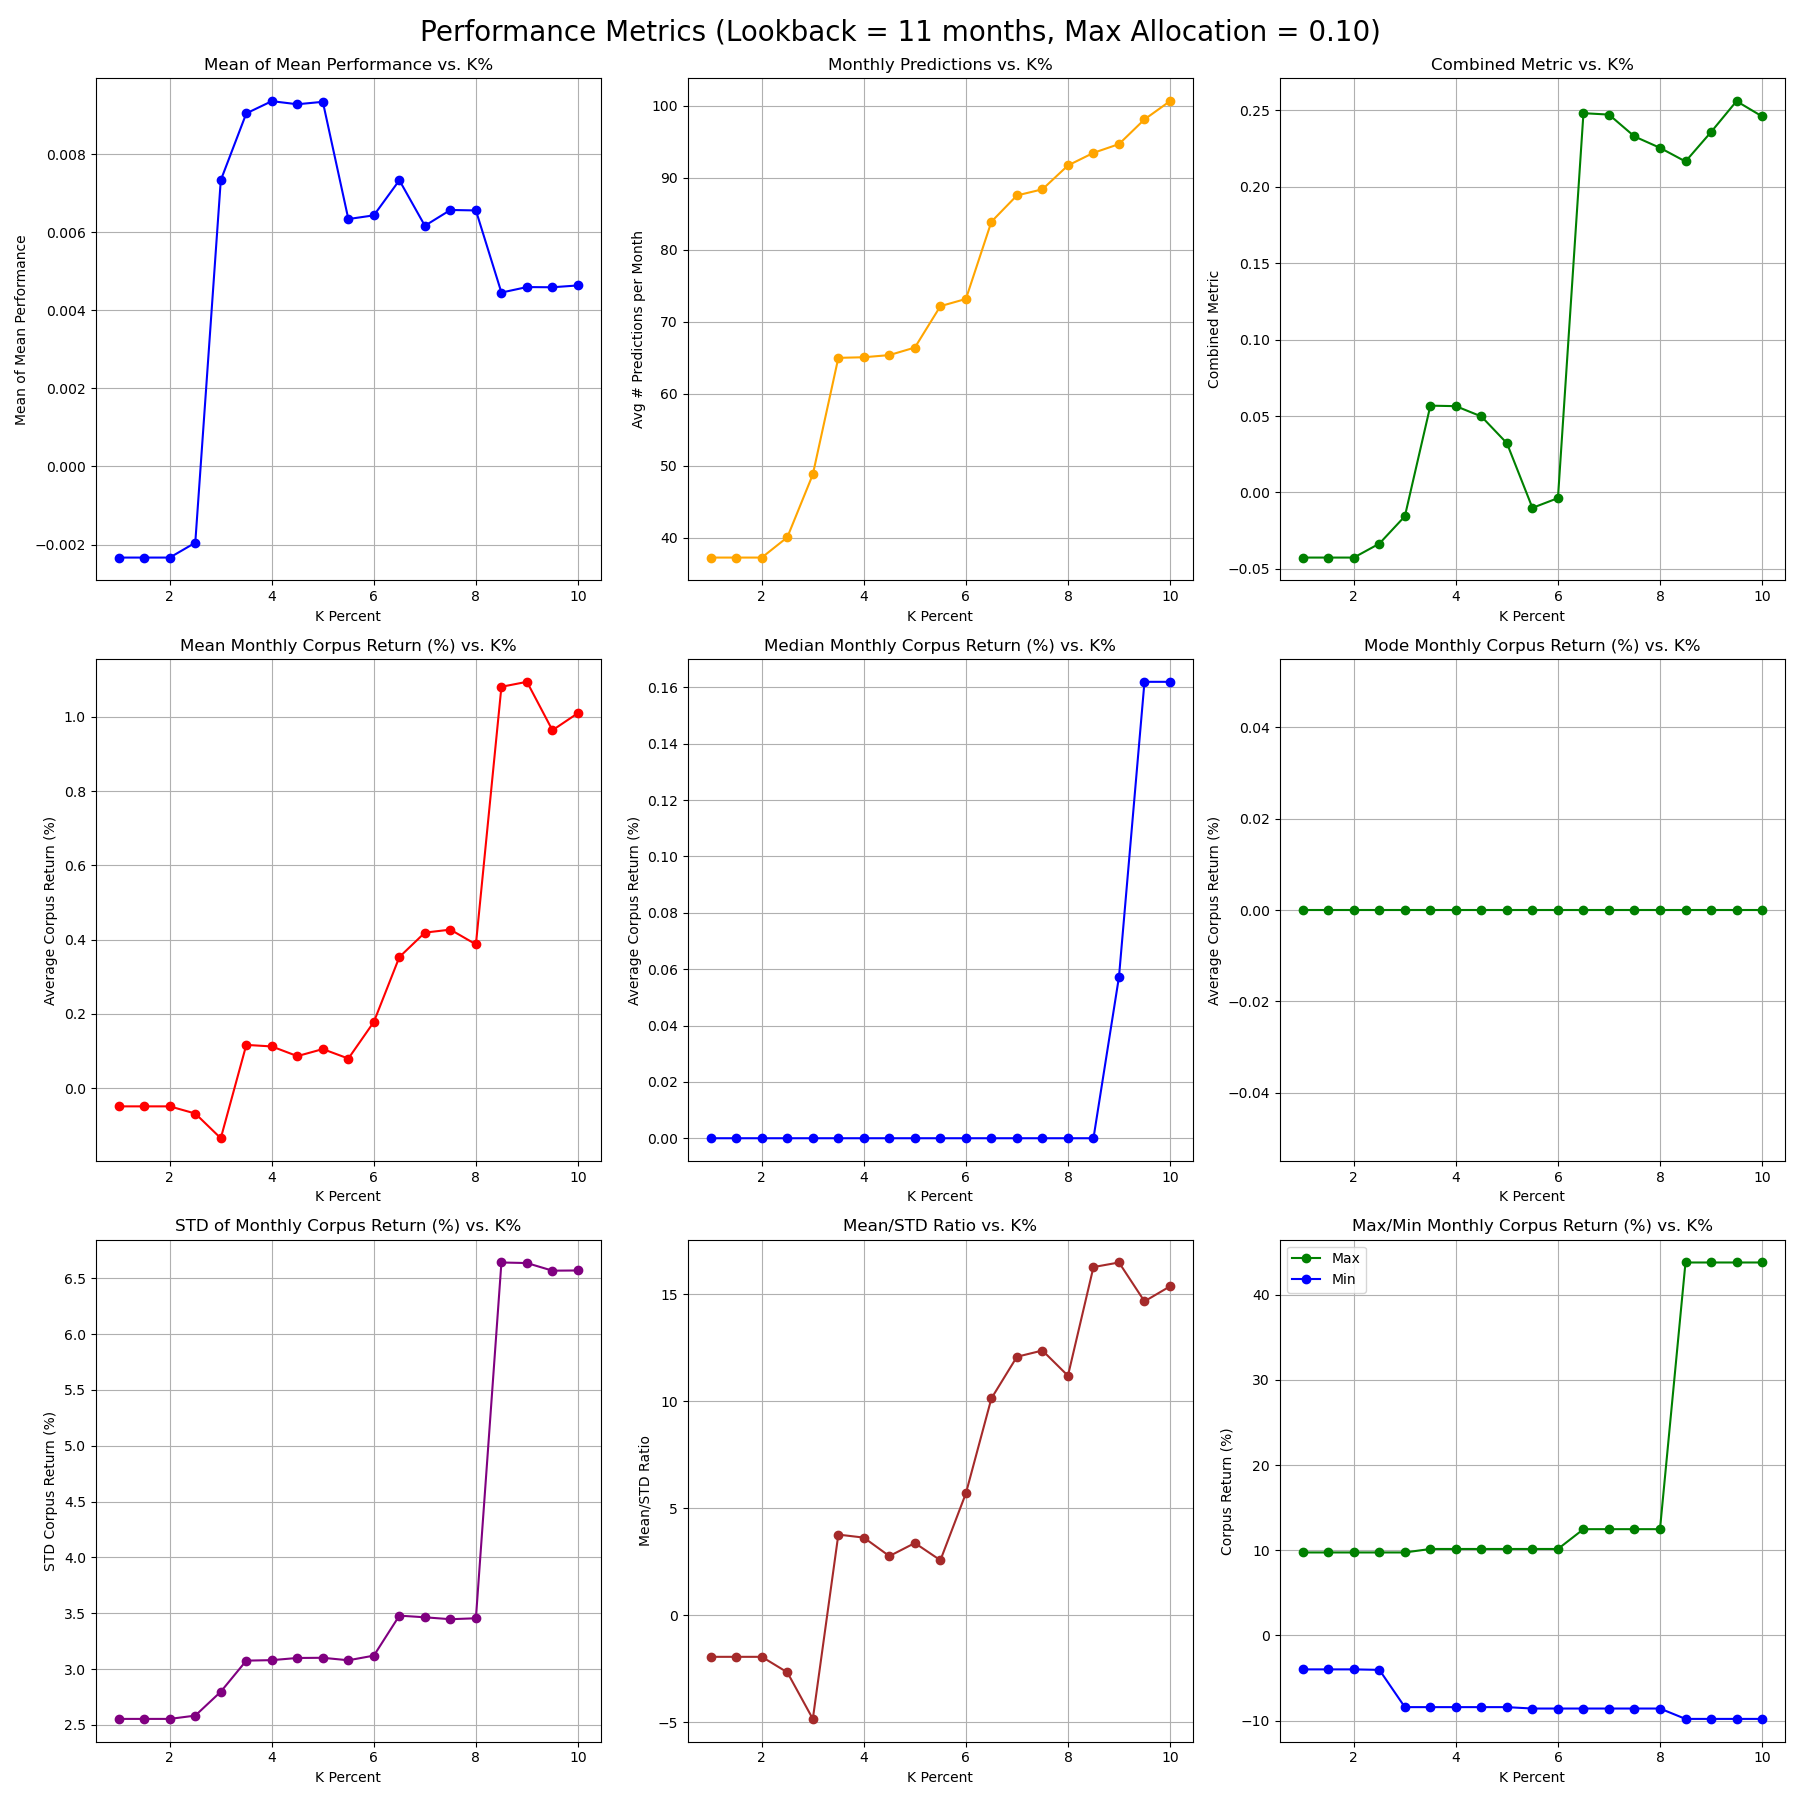 Performance Metrics (Lookback = 11 months, Max Allocation = 0.10)
Mean of Mean Performance vs. K%
Mean of Mean Performance
0.008
0.006
0.004
0.002
0.000
−0.002
2 4 6 8 10
K Percent
Monthly Predictions vs. K%
Avg # Predictions per Month
100
90
80
70
60
50
40
2 4 6 8 10
K Percent
Combined Metric vs. K%
Combined Metric
0.25
0.20
0.15
0.10
0.05
0.00
−0.05
2 4 6 8 10
K Percent
Mean Monthly Corpus Return (%) vs. K%
Average Corpus Return (%)
1.0
0.8
0.6
0.4
0.2
0.0
2 4 6 8 10
K Percent
Median Monthly Corpus Return (%) vs. K%
Average Corpus Return (%)
0.16
0.14
0.12
0.10
0.08
0.06
0.04
0.02
0.00
2 4 6 8 10
K Percent
Mode Monthly Corpus Return (%) vs. K%
Average Corpus Return (%)
0.04
0.02
0.00
−0.02
−0.04
2 4 6 8 10
K Percent
STD of Monthly Corpus Return (%) vs. K%
STD Corpus Return (%)
6.5
6.0
5.5
5.0
4.5
4.0
3.5
3.0
2.5
2 4 6 8 10
K Percent
Mean/STD Ratio vs. K%
Mean/STD Ratio
15
10
5
0
−5
2 4 6 8 10
K Percent
Max/Min Monthly Corpus Return (%) vs. K%
Max
Min
Corpus Return (%)
40
30
20
10
0
−10
2 4 6 8 10
K Percent